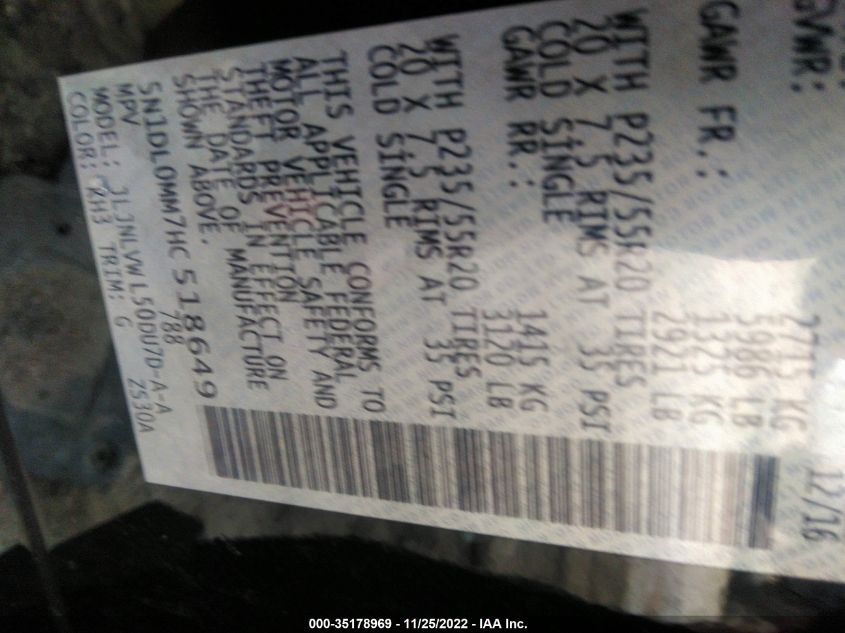 12/16
GVWR: 2715 KG
5986 LB
GAWR FR.: 1325 KG
2921 LB
WITH P235/55R20 TIRES
20 X 7.5 RIMS AT 35 PSI
COLD SINGLE
GAWR RR.: 1415 KG
3120 LB
WITH P235/55R20 TIRES
20 X 7.5 RIMS AT 35 PSI
COLD SINGLE
THIS VEHICLE CONFORMS TO
ALL APPLICABLE FEDERAL
MOTOR VEHICLE SAFETY AND
THEFT PREVENTION
STANDARDS IN EFFECT ON
THE DATE OF MANUFACTURE
SHOWN ABOVE.
5N1DL0MM7HC518649
MPV 788
MODEL: JLJNLVWL50DU7D-A-A
COLOR: KH3 TRIM: G ZS30A
000-35178969 - 11/25/2022 - IAA Inc.